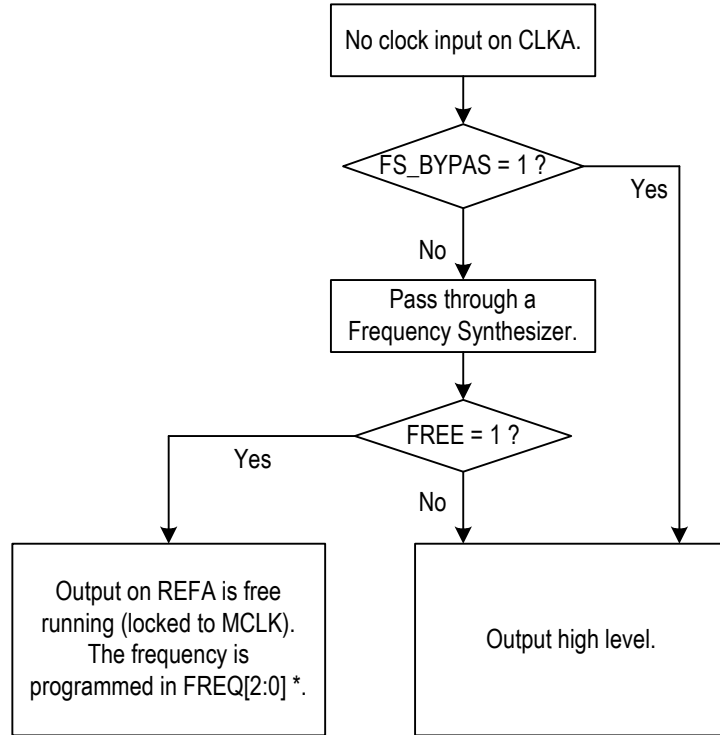 No clock input on CLKA.
FS_BYPAS = 1 ?
Yes
No
Pass through a
Frequency Synthesizer.
FREE = 1 ?
Yes
No
Output on REFA is free
running (locked to MCLK).
The frequency is
programmed in FREQ[2:0] *.
Output high level.